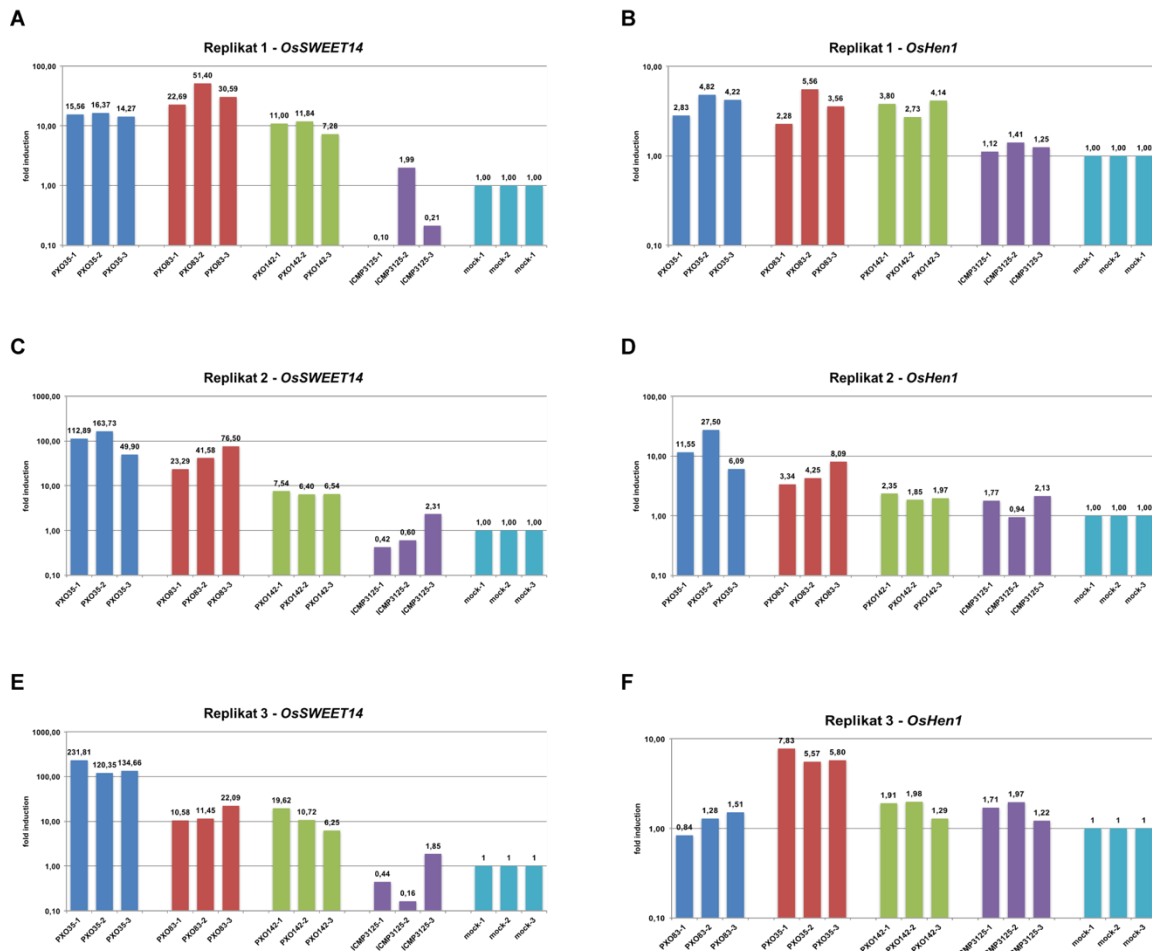 A
Replikat 1 - OsSWEET14
100,00
10,00
1,00
0,10
fold induction
15,56 16,37 14,27 22,69 51,40 30,59 11,00 11,84 7,28 0,10 1,99 0,21 1,00 1,00 1,00
PXO35-1 PXO35-2 PXO35-3 PXO83-1 PXO83-2 PXO83-3 PXO142-1 PXO142-2 PXO142-3 ICMP3125-1 ICMP3125-2 ICMP3125-3 mock-1 mock-2 mock-1
B
Replikat 1 - OsHen1
10,00
1,00
0,10
fold induction
2,83 4,82 4,22 2,28 5,56 3,56 3,80 2,73 4,14 1,12 1,41 1,25 1,00 1,00 1,00
PXO35-1 PXO35-2 PXO35-3 PXO83-1 PXO83-2 PXO83-3 PXO142-1 PXO142-2 PXO142-3 ICMP3125-1 ICMP3125-2 ICMP3125-3 mock-1 mock-2 mock-1
C
Replikat 2 - OsSWEET14
1000,00
100,00
10,00
1,00
0,10
fold induction
112,89 163,73 49,90 23,29 41,58 76,50 7,54 6,40 6,54 0,42 0,60 2,31 1,00 1,00 1,00
PXO35-1 PXO35-2 PXO35-3 PXO83-1 PXO83-2 PXO83-3 PXO142-1 PXO142-2 PXO142-3 ICMP3125-1 ICMP3125-2 ICMP3125-3 mock-1 mock-2 mock-3
D
Replikat 2 - OsHen1
100,00
10,00
1,00
0,10
fold induction
11,55 27,50 6,09 3,34 4,25 8,09 2,35 1,85 1,97 1,77 0,94 2,13 1,00 1,00 1,00
PXO35-1 PXO35-2 PXO35-3 PXO83-1 PXO83-2 PXO83-3 PXO142-1 PXO142-2 PXO142-3 ICMP3125-1 ICMP3125-2 ICMP3125-3 mock-1 mock-2 mock-3
E
Replikat 3 - OsSWEET14
1000,00
100,00
10,00
1,00
0,10
fold induction
231,81 120,35 134,66 10,58 11,45 22,09 19,62 10,72 6,25 0,44 0,16 1,85 1 1 1
PXO35-1 PXO35-2 PXO35-3 PXO83-1 PXO83-2 PXO83-3 PXO142-1 PXO142-2 PXO142-3 ICMP3125-1 ICMP3125-2 ICMP3125-3 mock-1 mock-2 mock-3
F
Replikat 3 - OsHen1
10,00
1,00
0,10
fold induction
0,84 1,28 1,51 7,83 5,57 5,80 1,91 1,98 1,29 1,71 1,97 1,22 1 1 1
PXO83-1 PXO83-2 PXO83-3 PXO35-1 PXO35-2 PXO35-3 PXO142-1 PXO142-2 PXO142-3 ICMP3125-1 ICMP3125-2 ICMP3125-3 mock-1 mock-2 mock-3